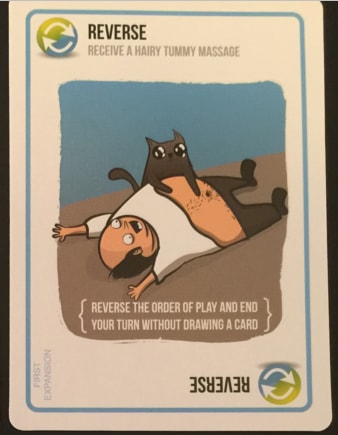 REVERSE
RECEIVE A HAIRY TUMMY MASSAGE
REVERSE THE ORDER OF PLAY AND END
YOUR TURN WITHOUT DRAWING A CARD
FIRST
EXPANSION
REVERSE